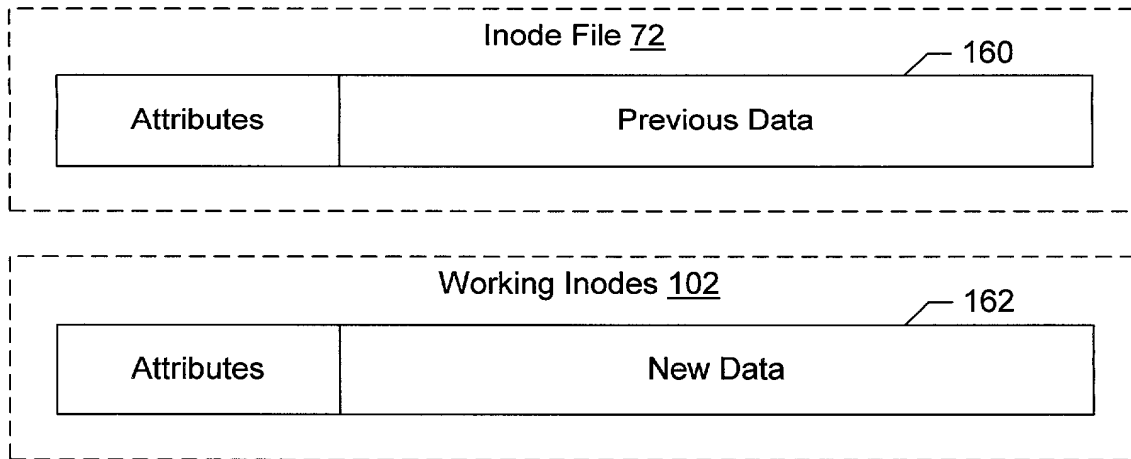 Inode File 72
160
Attributes Previous Data
Working Inodes 102
162
Attributes New Data